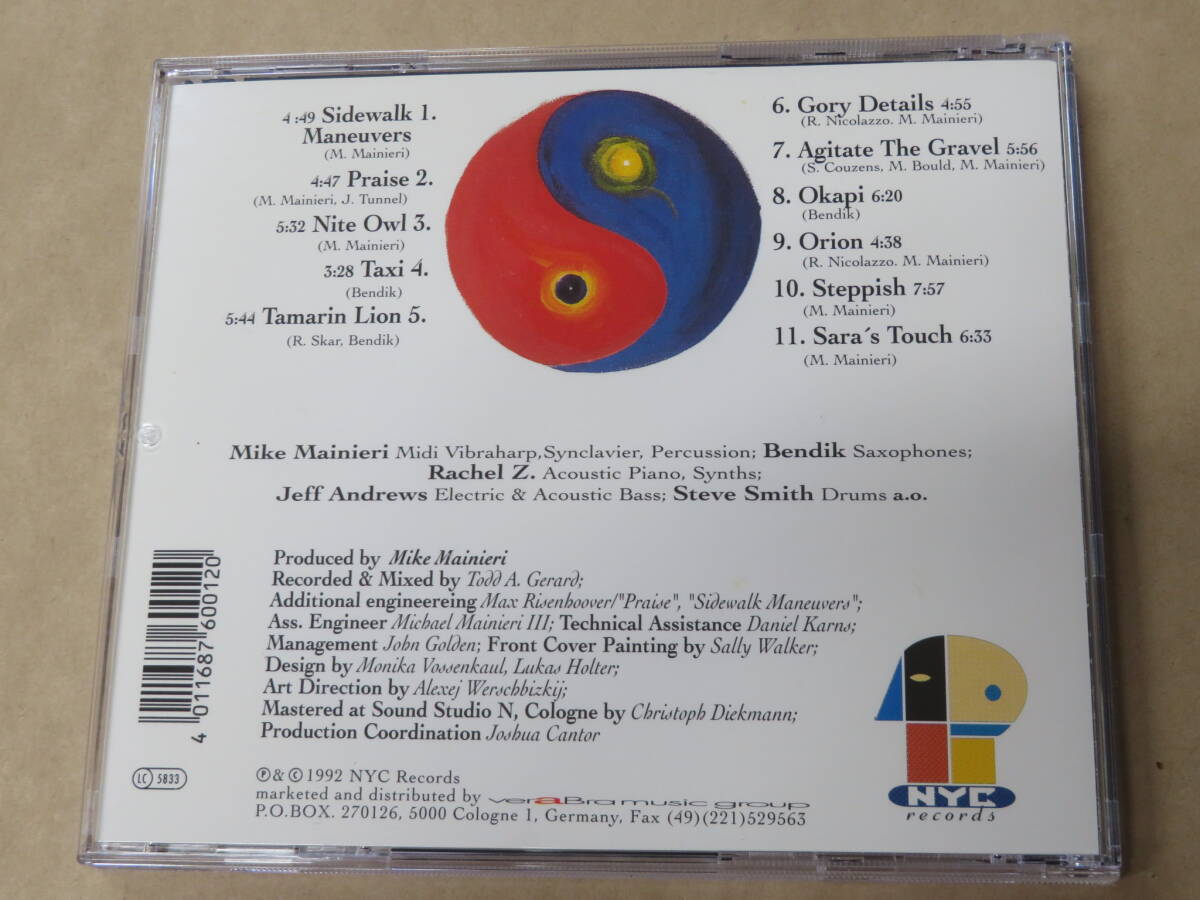 4:49 Sidewalk 1.
Maneuvers
(M. Mainieri)
4:47 Praise 2.
(M. Mainieri, J. Tunnel)
5:32 Nite Owl 3.
(M. Mainieri)
3:28 Taxi 4.
(Bendik)
5:44 Tamarin Lion 5.
(R. Skar, Bendik)
6. Gory Details 4:55
(R. Nicolazzo. M. Mainieri)
7. Agitate The Gravel 5:56
(S. Couzens, M. Bould, M. Mainieri)
8. Okapi 6:20
(Bendik)
9. Orion 4:38
(R. Nicolazzo. M. Mainieri)
10. Steppish 7:57
(M. Mainieri)
11. Sara´s Touch 6:33
(M. Mainieri)
Mike Mainieri Midi Vibraharp,Synclavier, Percussion; Bendik Saxophones;
Rachel Z. Acoustic Piano, Synths;
Jeff Andrews Electric & Acoustic Bass; Steve Smith Drums a.o.
Produced by Mike Mainieri
Recorded & Mixed by Todd A. Gerard;
Additional engineereing Max Risenhoover/"Praise", "Sidewalk Maneuvers";
Ass. Engineer Michael Mainieri III; Technical Assistance Daniel Karns;
Management John Golden; Front Cover Painting by Sally Walker;
Design by Monika Vossenkaul, Lukas Holter;
Art Direction by Alexej Werschbizkij;
Mastered at Sound Studio N, Cologne by Christoph Diekmann;
Production Coordination Joshua Cantor
℗ & © 1992 NYC Records
marketed and distributed by veraBra music group
P.O.BOX. 270126, 5000 Cologne 1, Germany, Fax (49)(221)529563
4 011687 600120
LC 5833
NYC
records